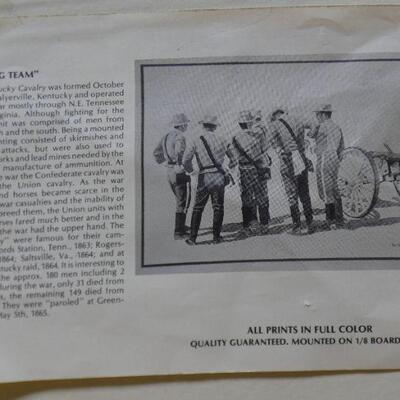 G TEAM"
ucky Cavalry was formed October
alyerville, Kentucky and operated
ar mostly through N.E. Tennessee
ginia. Although fighting for the
nit was comprised of men from
h and the south. Being a mounted
nting consisted of skirmishes and
attacks, but were also used to
orks and lead mines needed by the
manufacture of ammunition. At
e war the Confederate cavalry was
the Union cavalry. As the war
nd horses became scarce in the
war casualties and the inability of
breed them, the Union units with
rses fared much better and in the
the war had the upper hand. The
y" were famous for their cam-
ords Station, Tenn., 1863; Rogers-
1864; Saltsville, Va., -1864; and at
ntucky raid, 1864. It is interesting to
the approx. 180 men including 2
during the war, only 31 died from
s, the remaining 149 died from
They were "paroled" at Green-
May 5th, 1865.
ALL PRINTS IN FULL COLOR
QUALITY GUARANTEED. MOUNTED ON 1/8 BOARD